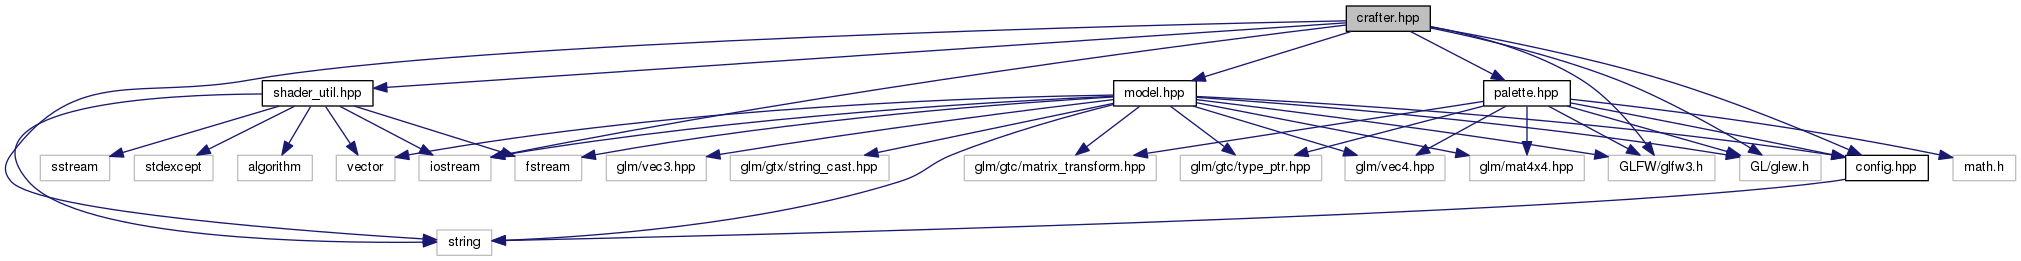 crafter.hpp
shader_util.hpp
model.hpp
palette.hpp
sstream
stdexcept
algorithm
vector
iostream
fstream
glm/vec3.hpp
glm/gtx/string_cast.hpp
glm/gtc/matrix_transform.hpp
glm/gtc/type_ptr.hpp
glm/vec4.hpp
glm/mat4x4.hpp
GLFW/glfw3.h
GL/glew.h
config.hpp
math.h
string